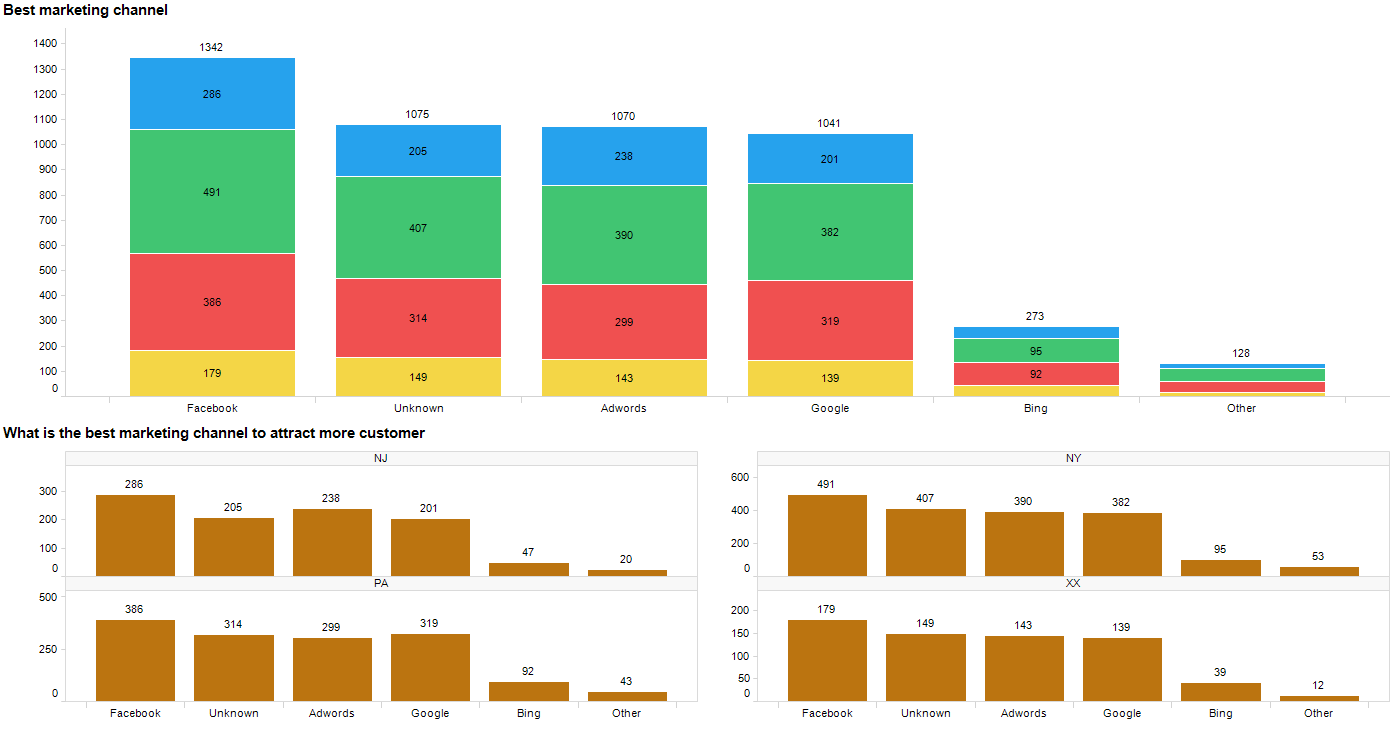 Best marketing channel
1400
1300
1200
1100
1000
900
800
700
600
500
400
300
200
100
0
1342 1075 1070 1041 273 128
286 205 238 201
491 407 390 382 95
386 314 299 319 92
179 149 143 139
Facebook Unknown Adwords Google Bing Other
What is the best marketing channel to attract more customer
NJ
300
200
100
0
286 205 238 201 47 20
NY
600
400
200
0
491 407 390 382 95 53
PA
500
250
0
386 314 299 319 92 43
Facebook Unknown Adwords Google Bing Other
XX
200
150
100
50
0
179 149 143 139 39 12
Facebook Unknown Adwords Google Bing Other